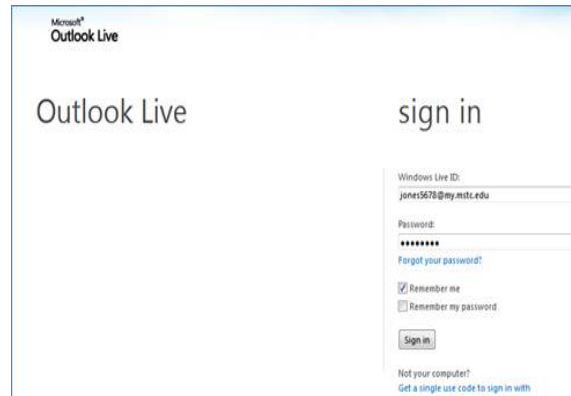 Microsoft®
Outlook Live
Outlook Live
sign in
Windows Live ID:
jones5678@my.mstc.edu
Password:
••••••••
Forgot your password?
Remember me
Remember my password
Sign in
Not your computer?
Get a single use code to sign in with